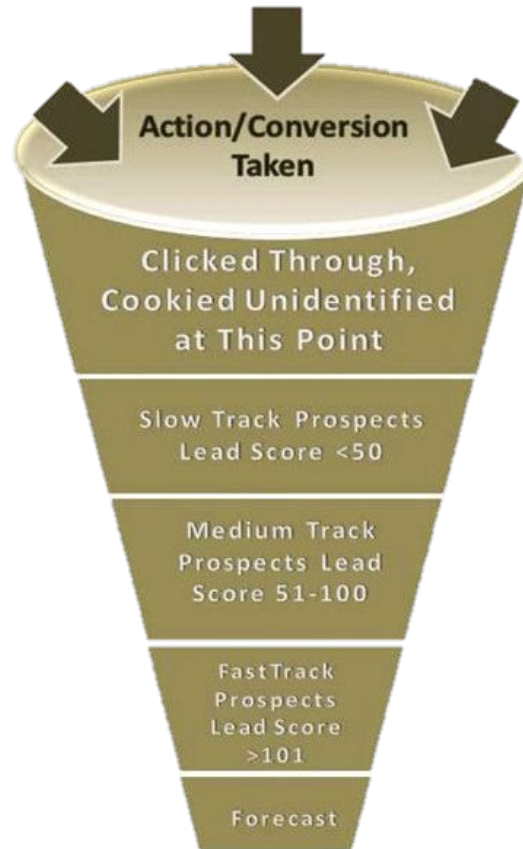 Action/Conversion
Taken
Clicked Through,
Cookied Unidentified
at This Point
Slow Track Prospects
Lead Score <50
Medium Track
Prospects Lead
Score 51-100
FastTrack
Prospects
Lead Score
>101
Forecast